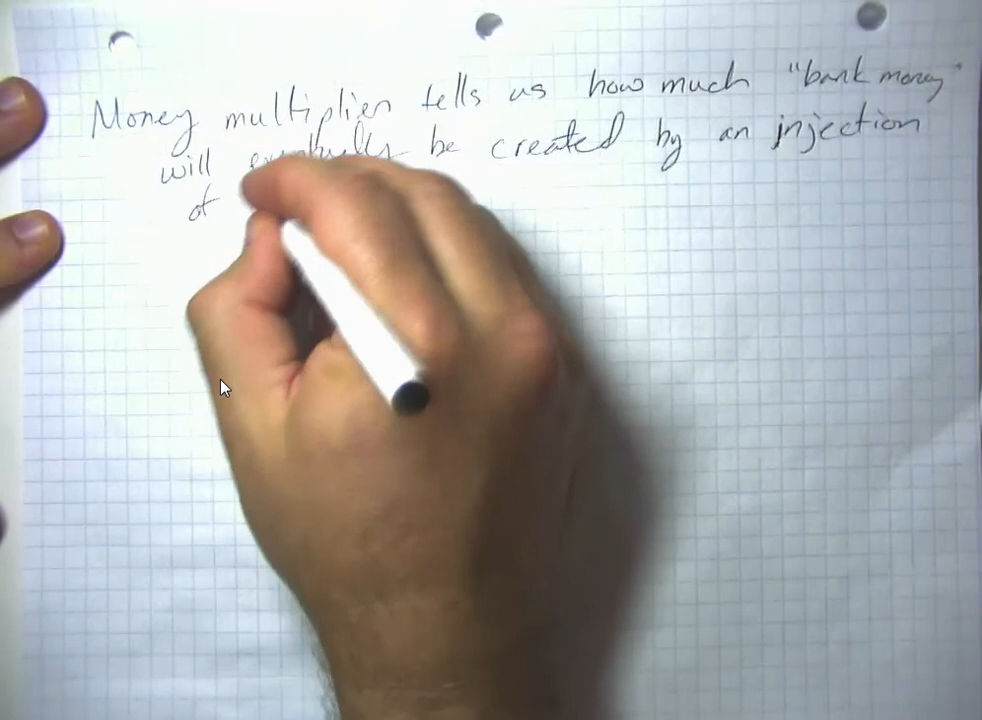 Money multiplier tells us how much "bank money"
will eventually be created by an injection
of